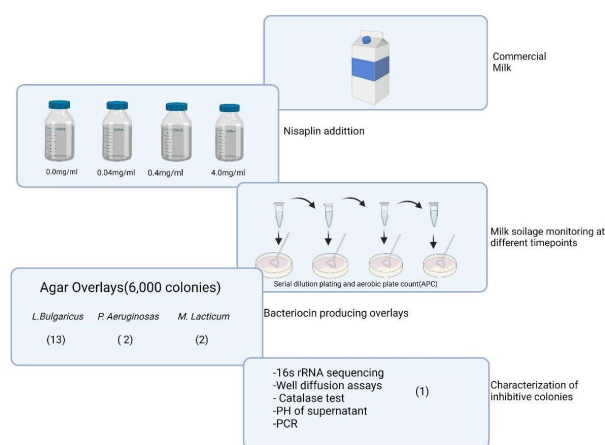 Commercial
Milk
Nisaplin addittion
0.0mg/ml 0.04mg/ml 0.4mg/ml 4.0mg/ml
Milk soilage monitoring at
different timepoints
Serial dilution plating and aerobic plate count(APC)
Agar Overlays(6,000 colonies)
L.Bulgaricus P. Aeruginosas M. Lacticum
(13) ( 2) (2)
Bacteriocin producing overlays
-16s rRNA sequencing
-Well diffusion assays
- Catalase test
-PH of supernatant
-PCR
(1)
Characterization of
inhibitive colonies